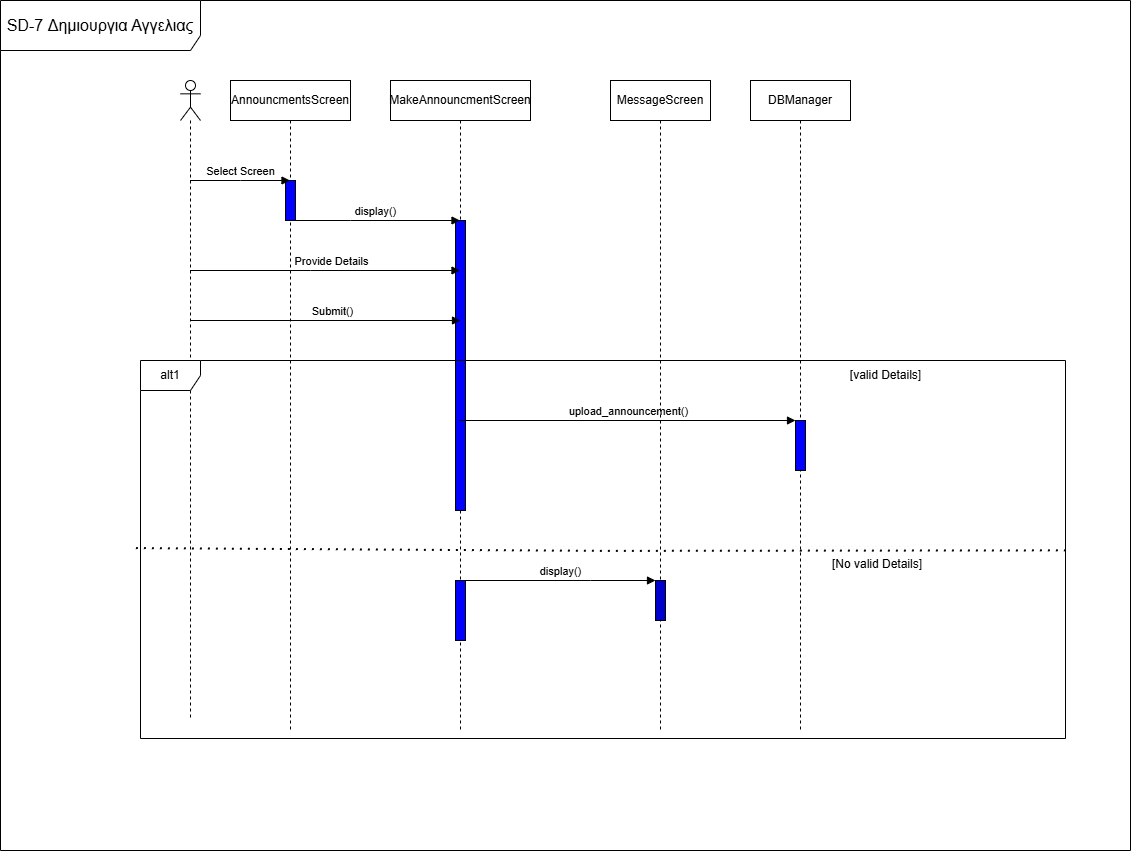 SD-7 Δημιουργια Αγγελιας
AnnouncmentsScreen
MakeAnnouncmentScreen
MessageScreen
DBManager
Select Screen
display()
Provide Details
Submit()
alt1
[valid Details]
upload_announcement()
[No valid Details]
display()